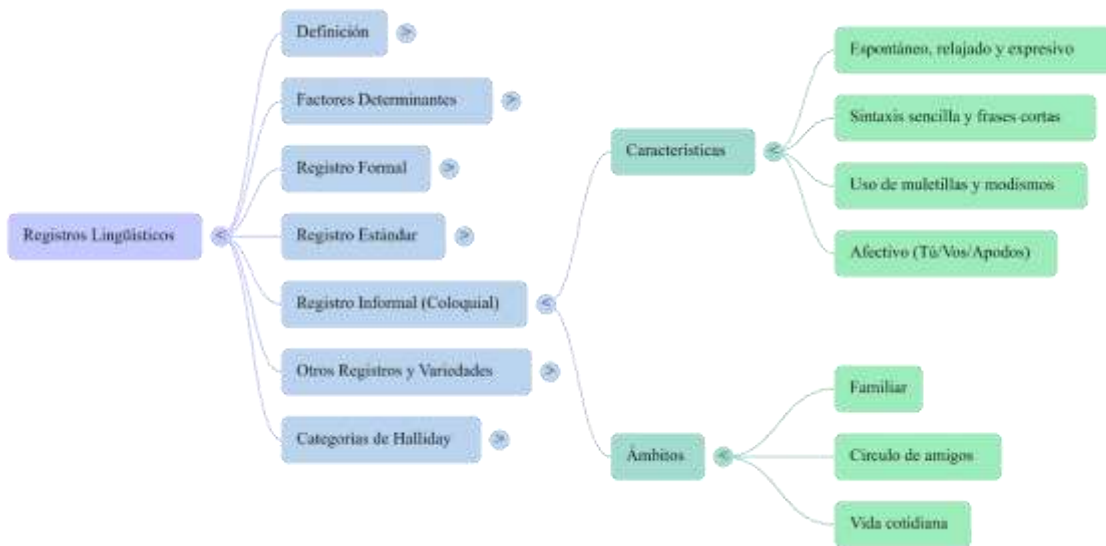 Registros Lingüísticos
<
Definición
>
Factores Determinantes
>
Registro Formal
>
Registro Estándar
>
Registro Informal (Coloquial)
<
Características
<
Espontáneo, relajado y expresivo
Sintaxis sencilla y frases cortas
Uso de muletillas y modismos
Afectivo (Tú/Vos/Apodos)
Ámbitos
<
Familiar
Círculo de amigos
Vida cotidiana
Otros Registros y Variedades
>
Categorías de Halliday
>